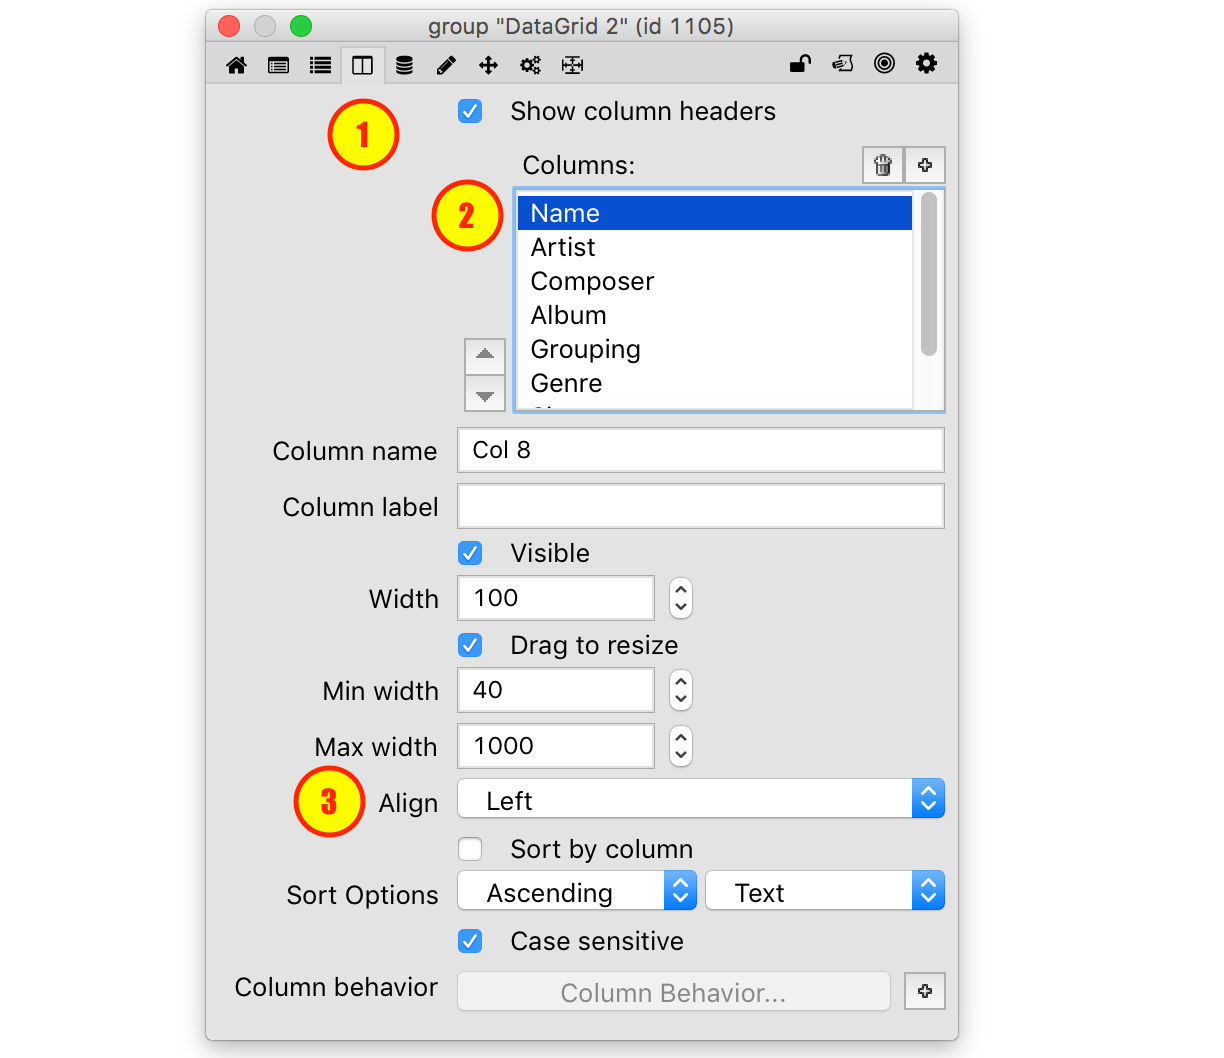 group "DataGrid 2" (id 1105)
1
Show column headers
Columns:
2
Name
Artist
Composer
Album
Grouping
Genre
Column name
Col 8
Column label
Visible
Width
100
Drag to resize
Min width
40
Max width
1000
3
Align
Left
Sort by column
Sort Options
Ascending
Text
Case sensitive
Column behavior
Column Behavior...